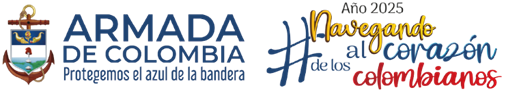 ARMADA
DE COLOMBIA
Protegemos el azul de la bandera
Año 2025
#Navegando
al corazón
de los colombianos